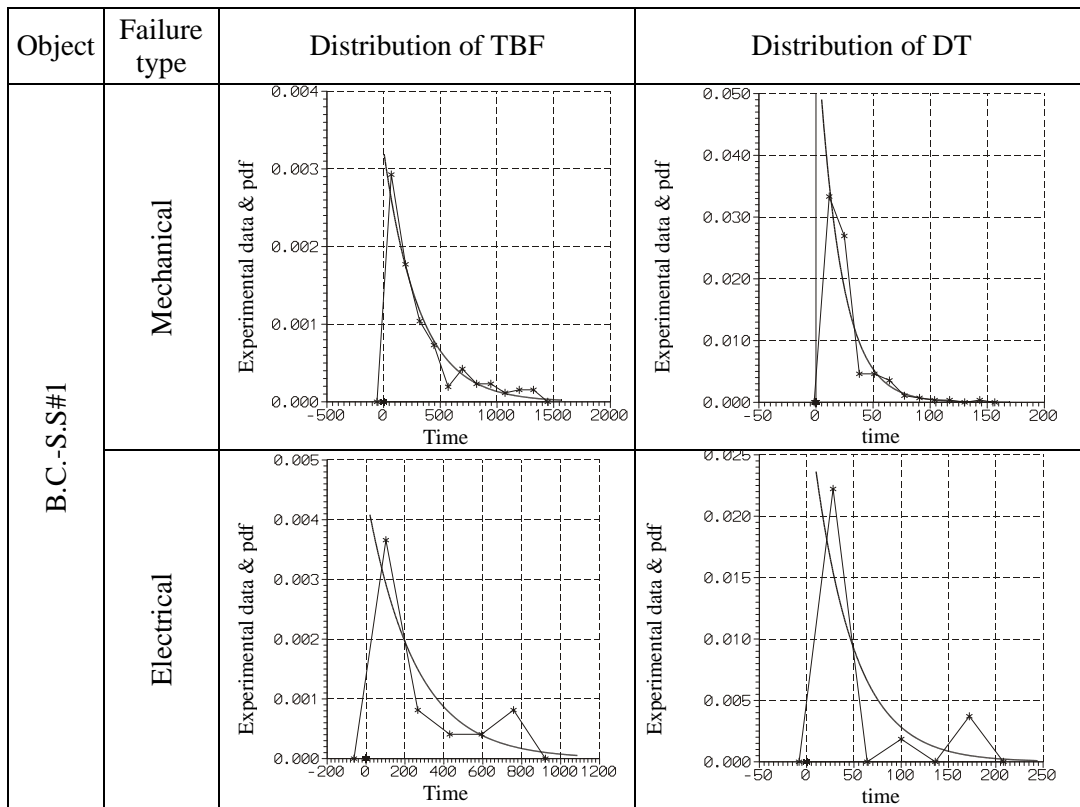 Object
Failure
type
Distribution of TBF
Distribution of DT
B.C.-S.S#1
Mechanical
Experimental data & pdf
0.004
0.003
0.002
0.001
0.000
-500 0 500 1000 1500 2000
Time
Experimental data & pdf
0.050
0.040
0.030
0.020
0.010
0.000
-50 0 50 100 150 200
time
Electrical
Experimental data & pdf
0.005
0.004
0.003
0.002
0.001
0.000
-200 0 200 400 600 800 1000 1200
Time
Experimental data & pdf
0.025
0.020
0.015
0.010
0.005
0.000
-50 0 50 100 150 200 250
time